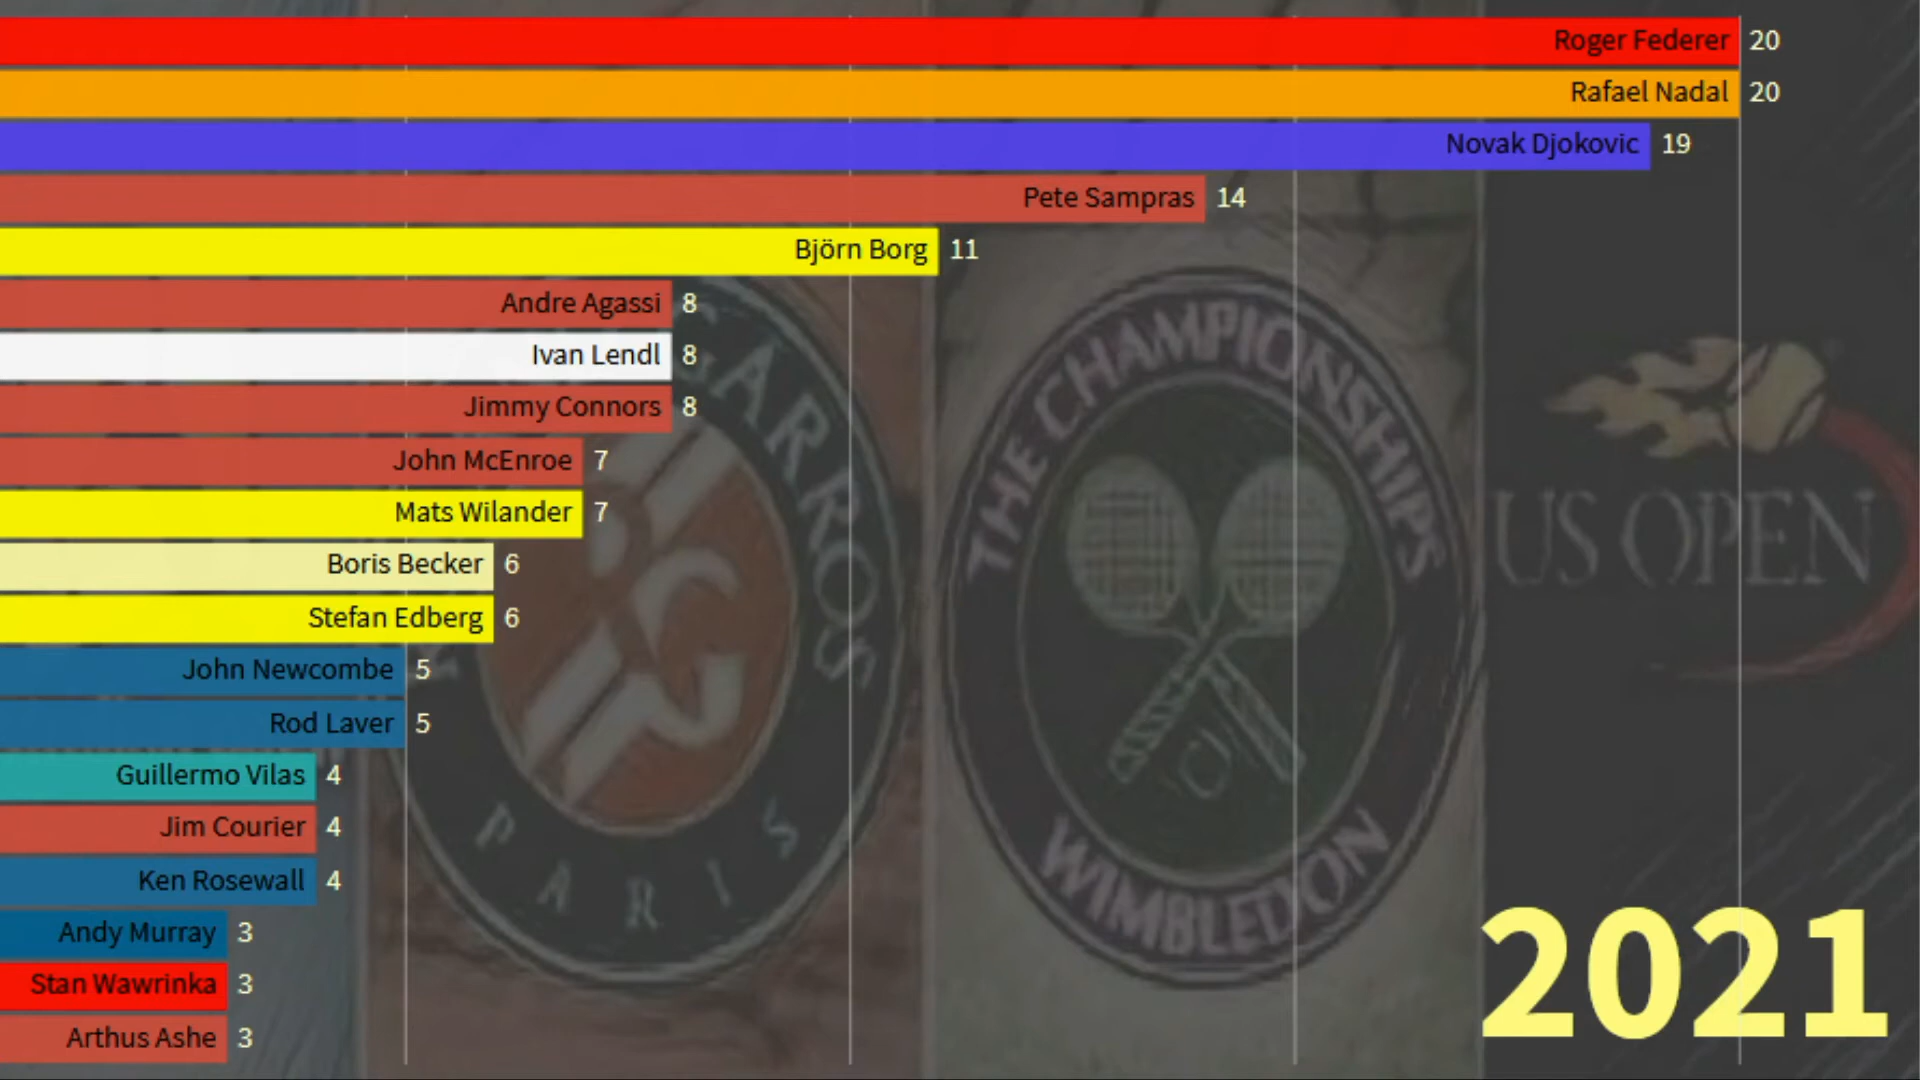 Roger Federer 20
Rafael Nadal 20
Novak Djokovic 19
Pete Sampras 14
Björn Borg 11
Andre Agassi 8
Ivan Lendl 8
Jimmy Connors 8
John McEnroe 7
Mats Wilander 7
Boris Becker 6
Stefan Edberg 6
John Newcombe 5
Rod Laver 5
Guillermo Vilas 4
Jim Courier 4
Ken Rosewall 4
Andy Murray 3
Stan Wawrinka 3
Arthus Ashe 3
GARROS
PARIS
THE CHAMPIONSHIPS
WIMBLEDON
US OPEN
2021